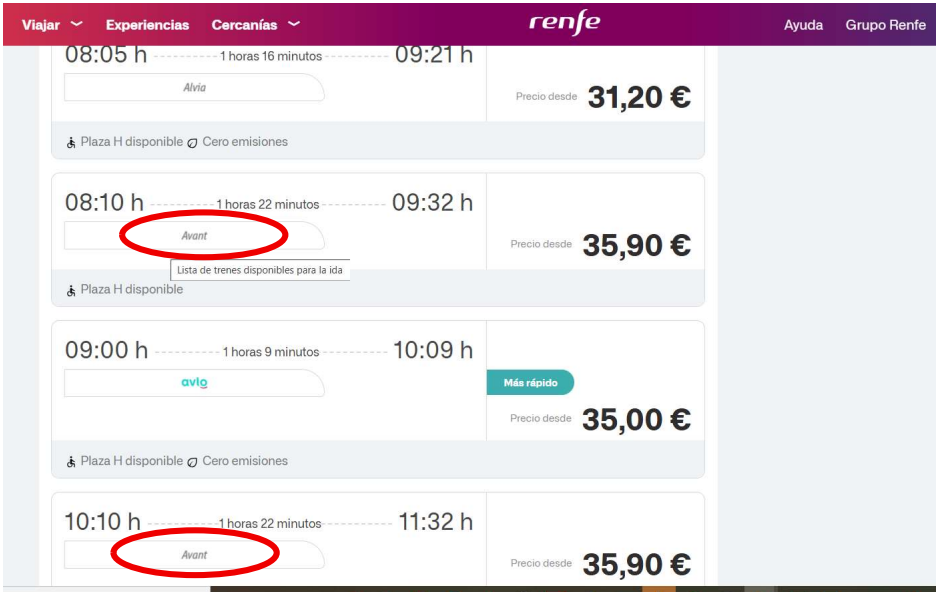 Viajar Experiencias Cercanías renfe Ayuda Grupo Renfe
08:05 h 1 horas 16 minutos 09:21 h
Alvia
Precio desde 31,20 €
Plaza H disponible Cero emisiones
08:10 h 1 horas 22 minutos 09:32 h
Avant
Precio desde 35,90 €
Lista de trenes disponibles para la ida
Plaza H disponible
09:00 h 1 horas 9 minutos 10:09 h
avlo
Más rápido
Precio desde 35,00 €
Plaza H disponible Cero emisiones
10:10 h 1 horas 22 minutos 11:32 h
Avant
Precio desde 35,90 €